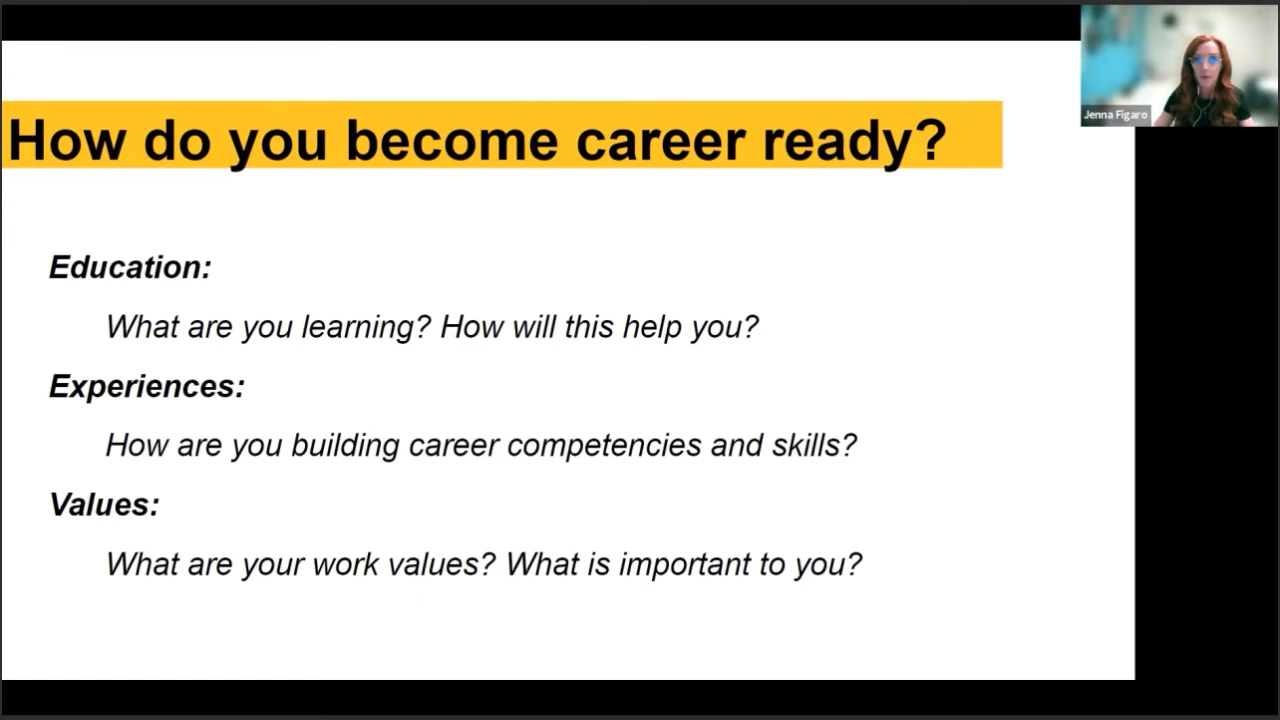 How do you become career ready?
Education:
What are you learning? How will this help you?
Experiences:
How are you building career competencies and skills?
Values:
What are your work values? What is important to you?
Jenna Figaro